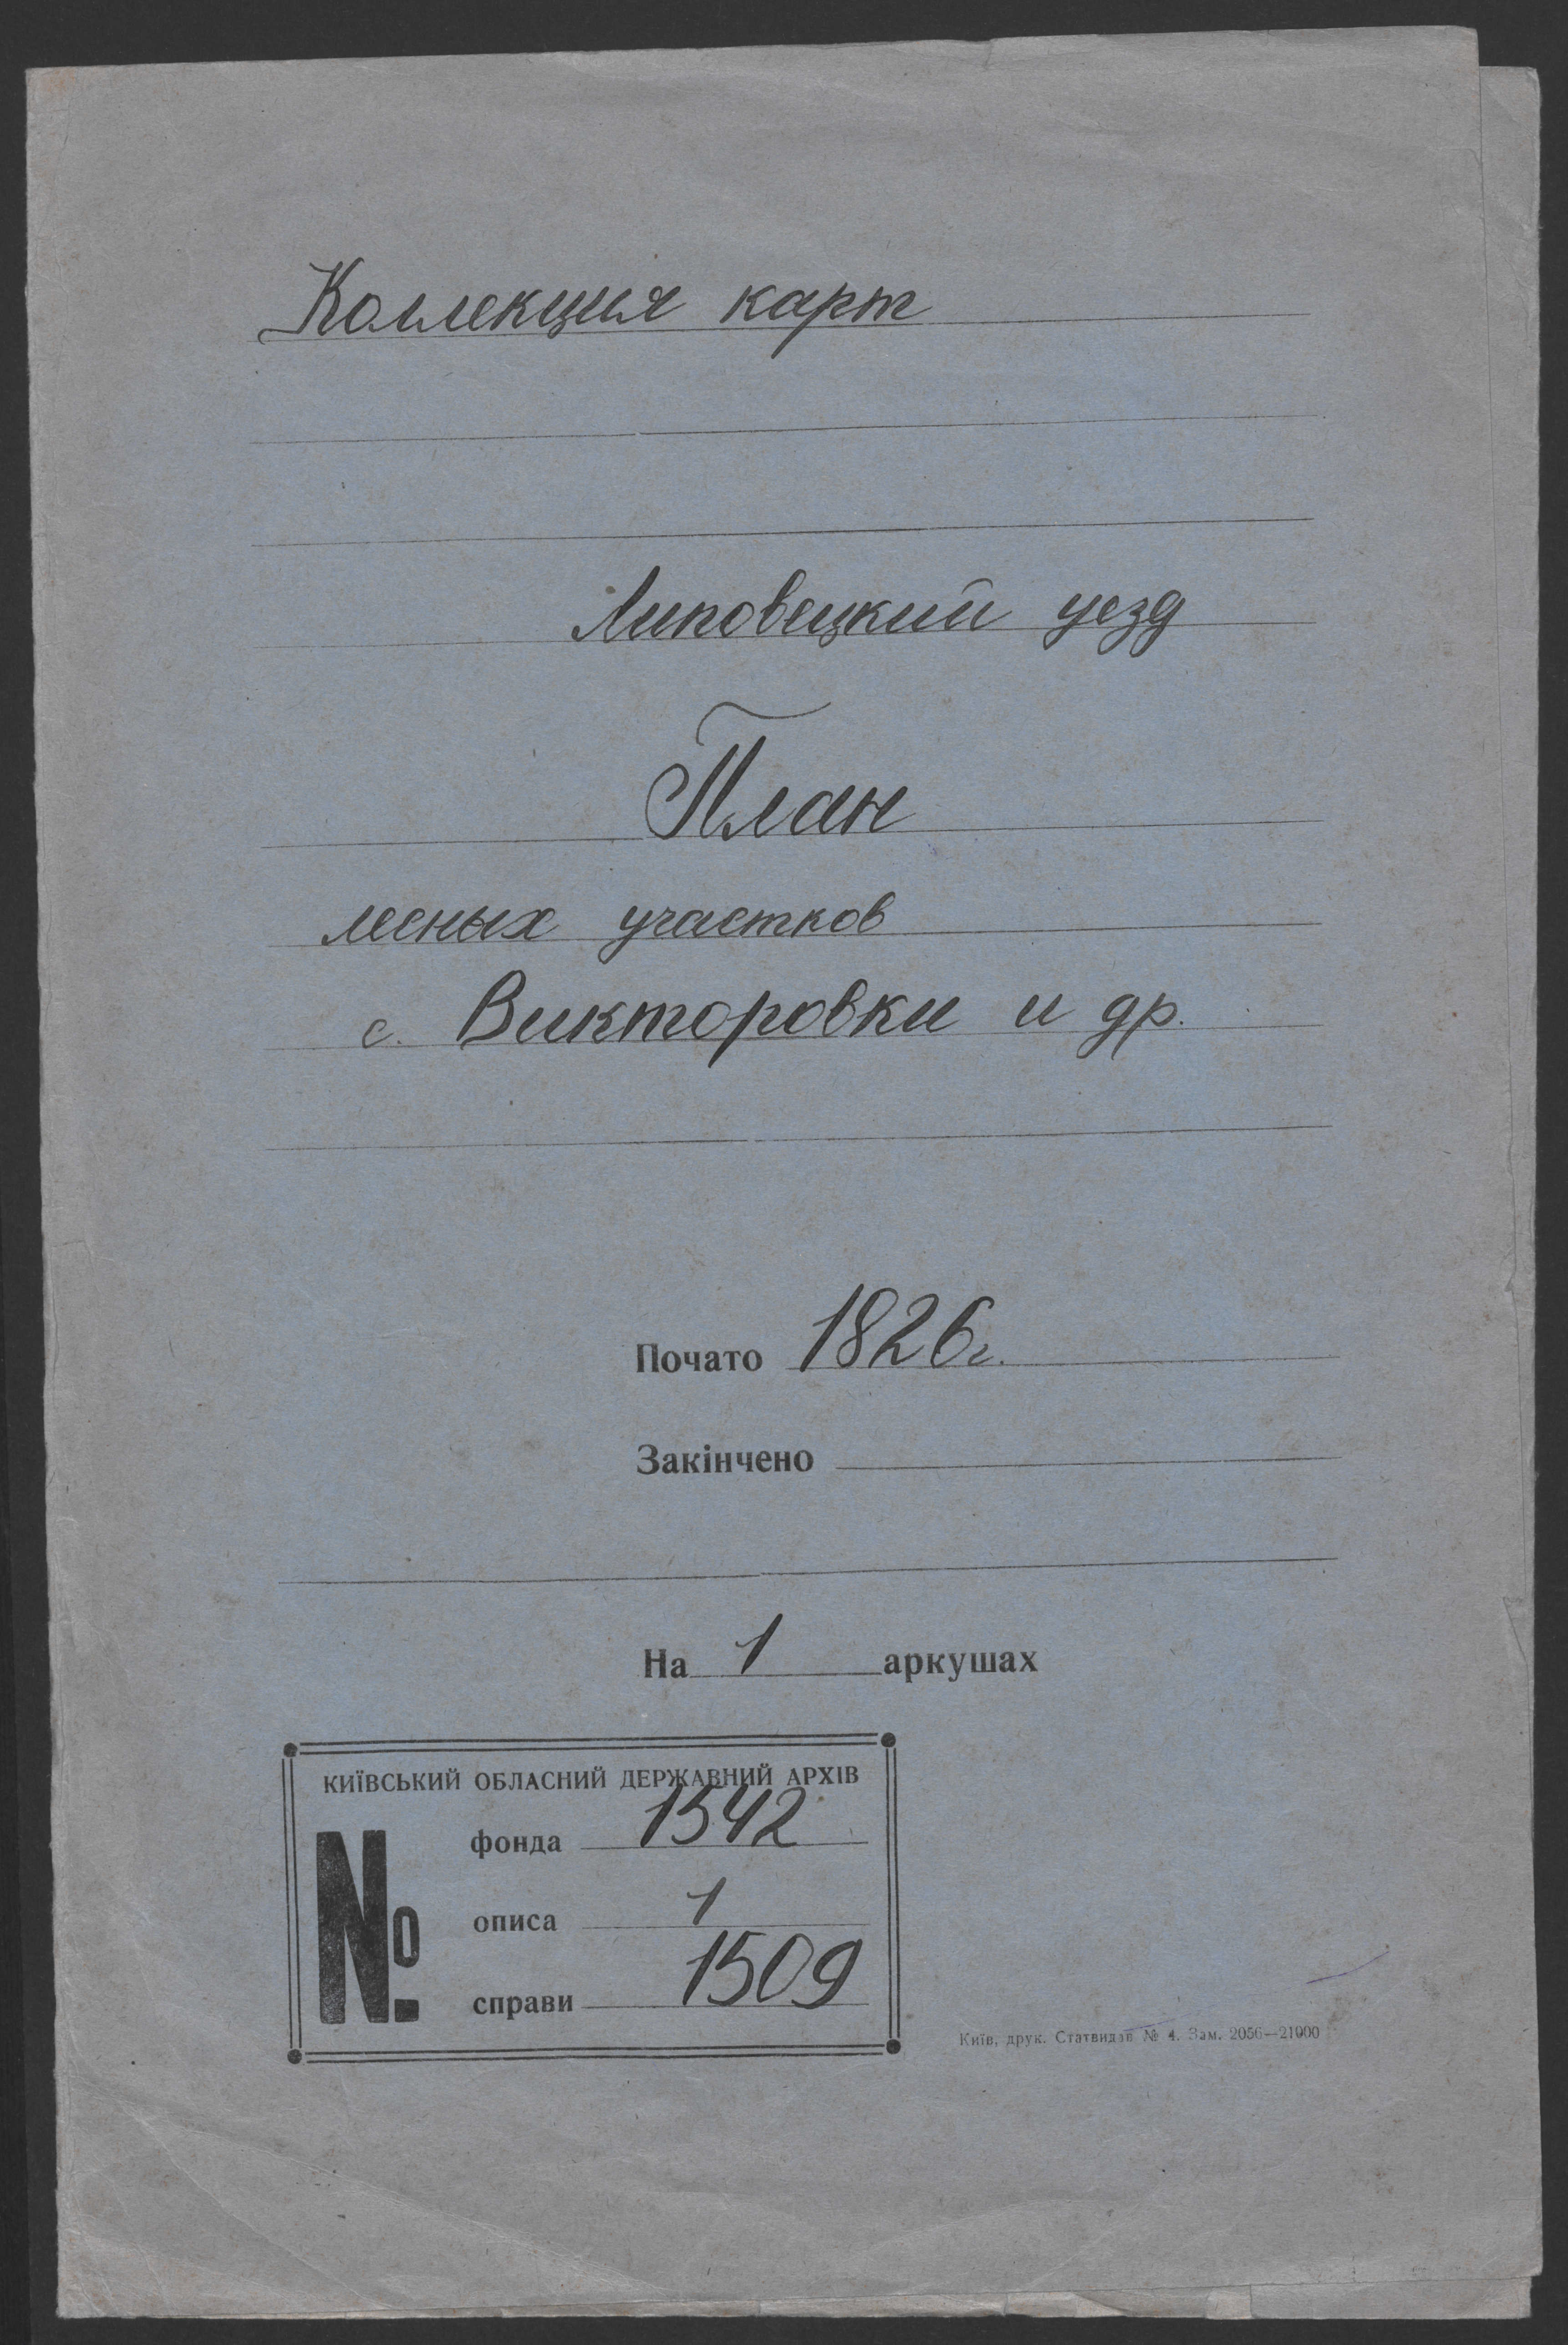 Коллекция карт
Липовецкий уезд
План
лесных участков
с. Викторовки и др.
Почато 1826г.
Закінчено
На 1 аркушах
КИЇВСЬКИЙ ОБЛАСНИЙ ДЕРЖАВНИЙ АРХІВ
№
фонда 1542
описа 1
справи 1509
Київ, друк. Статвидав № 4. Зам. 2056—21000